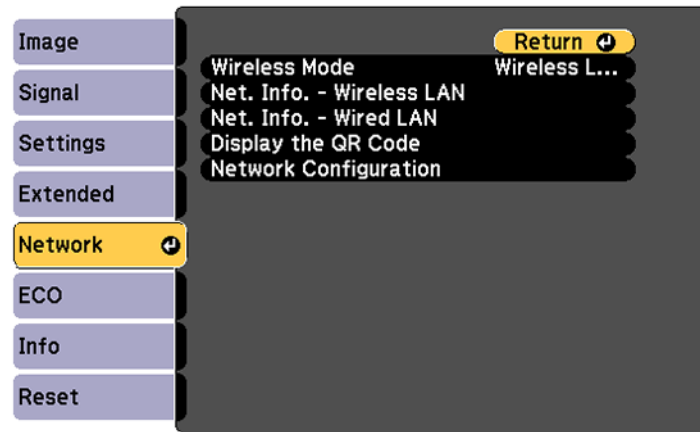 Image
Signal
Settings
Extended
Network
ECO
Info
Reset
Return
Wireless Mode Wireless L...
Net. Info. - Wireless LAN
Net. Info. - Wired LAN
Display the QR Code
Network Configuration